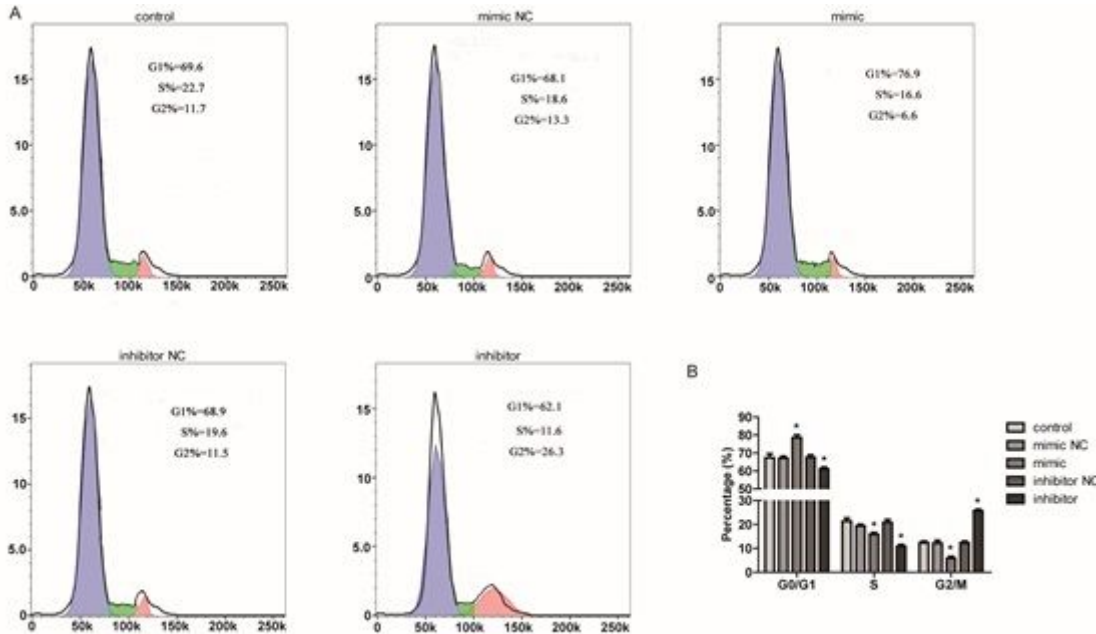 A
control
G1%=69.6
S%=22.7
G2%=11.7
15
10
5.0
0
0 50k 100k 150k 200k 250k
mimic NC
G1%=68.1
S%=18.6
G2%=13.3
15
10
5.0
0
0 50k 100k 150k 200k 250k
mimic
G1%=76.9
S%=16.6
G2%=6.6
15
10
5.0
0
0 50k 100k 150k 200k 250k
inhibitor NC
G1%=68.9
S%=19.6
G2%=11.5
15
10
5.0
0
0 50k 100k 150k 200k 250k
inhibitor
G1%=62.1
S%=11.6
G2%=26.3
15
10
5.0
0
0 50k 100k 150k 200k 250k
B
Percentage (%)
90
80
70
60
50
30
20
10
0
* * * * * *
G0/G1 S G2/M
control
mimic NC
mimic
inhibitor NC
inhibitor